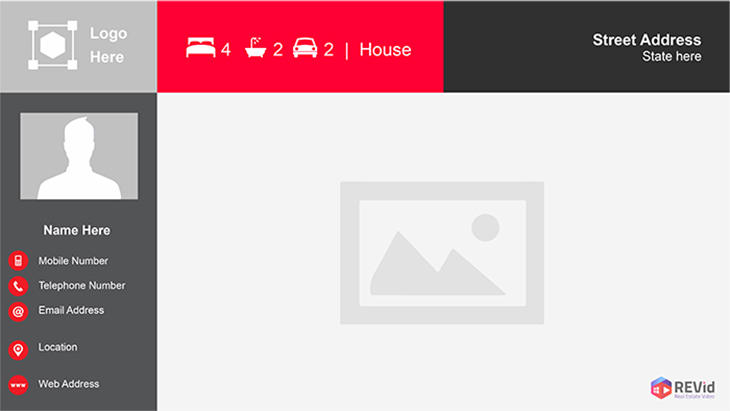 Logo
Here
4 2 2 | House
Street Address
State here
Name Here
Mobile Number
Telephone Number
@ Email Address
Location
www Web Address
REVid
Real Estate Video